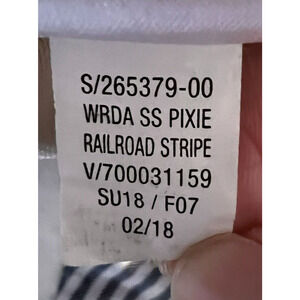 S/265379-00
WRDA SS PIXIE
RAILROAD STRIPE
V/700031159
SU18 / F07
02/18